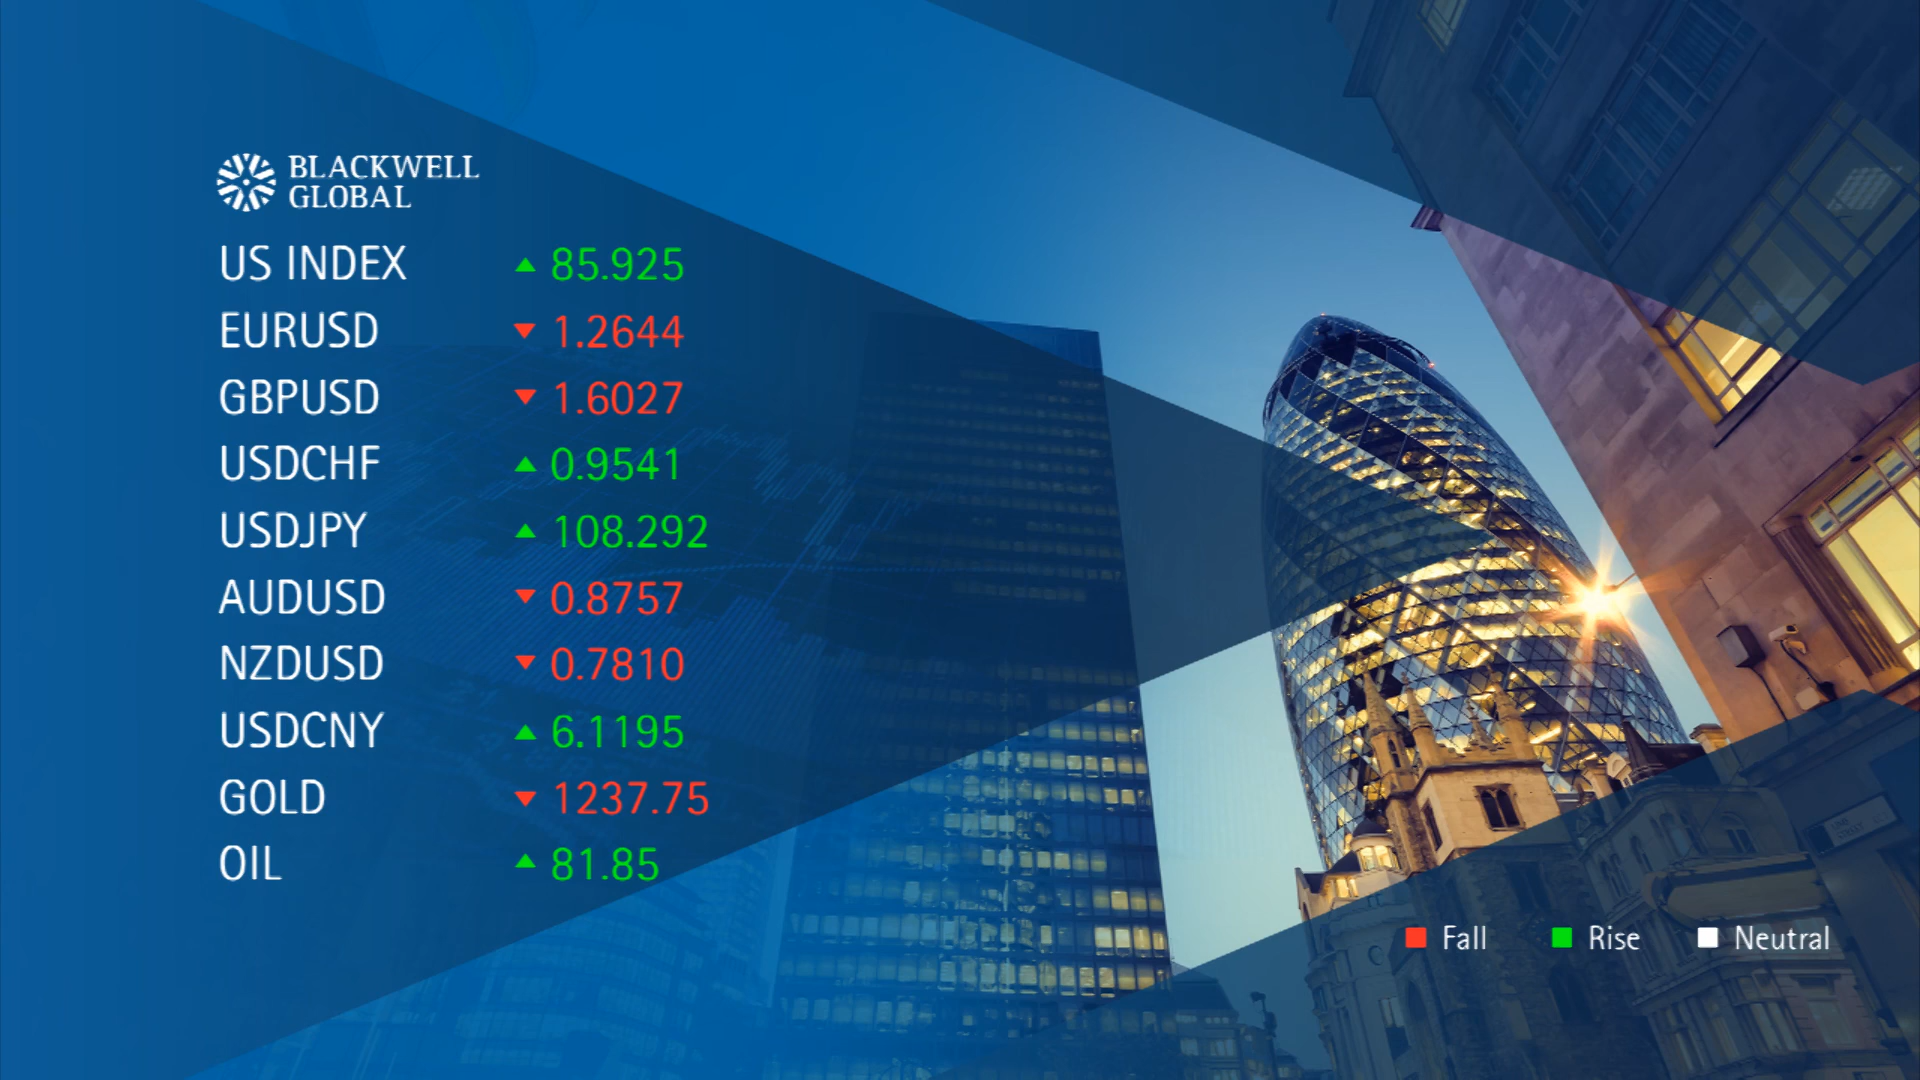 BLACKWELL
GLOBAL
US INDEX ▲ 85.925
EURUSD ▼ 1.2644
GBPUSD ▼ 1.6027
USDCHF ▲ 0.9541
USDJPY ▲ 108.292
AUDUSD ▼ 0.8757
NZDUSD ▼ 0.7810
USDCNY ▲ 6.1195
GOLD ▼ 1237.75
OIL ▲ 81.85
Fall Rise Neutral